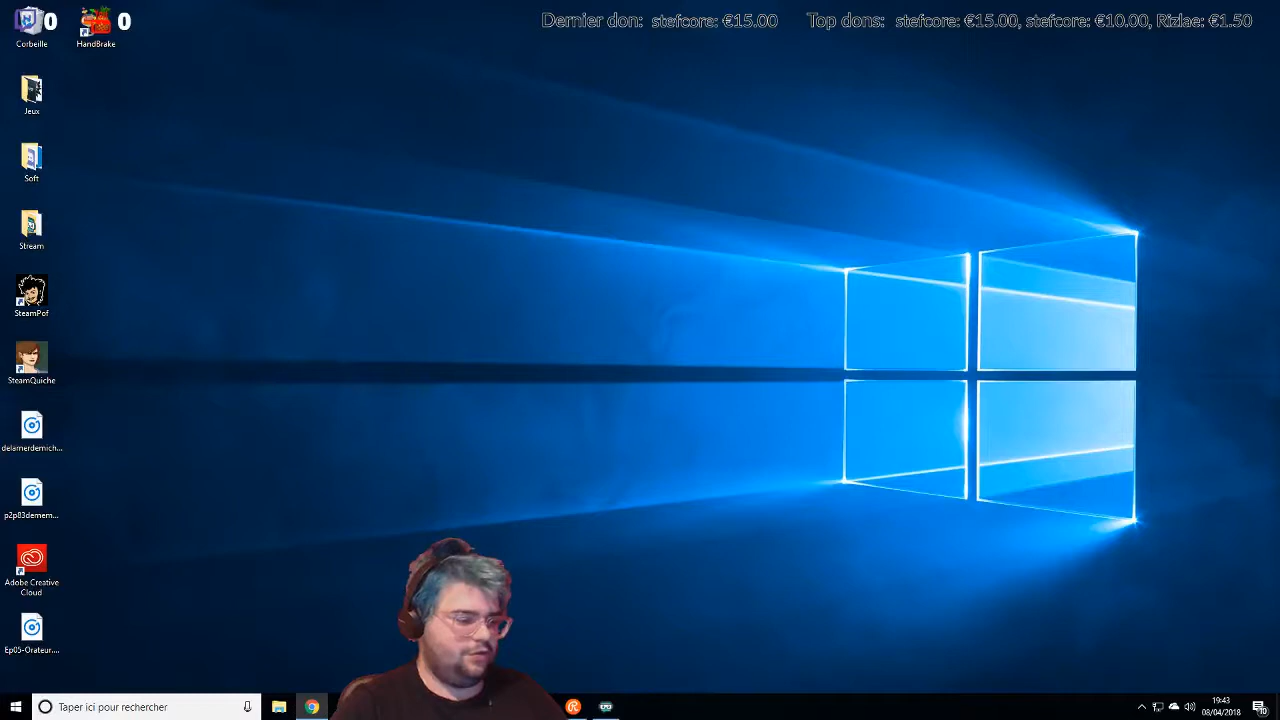 0
0
Dernier don: stefcore: €15.00
Top dons: stefcore: €15.00, stefcore: €10.00, Rizlae: €1.50
Corbeille
HandBrake
Jeux
Soft
Stream
SteamPof
SteamQuiche
delamerdemich...
p2p83demem...
Adobe Creative
Cloud
Ep05-Orateur....
Taper ici pour rechercher
19:43
08/04/2018